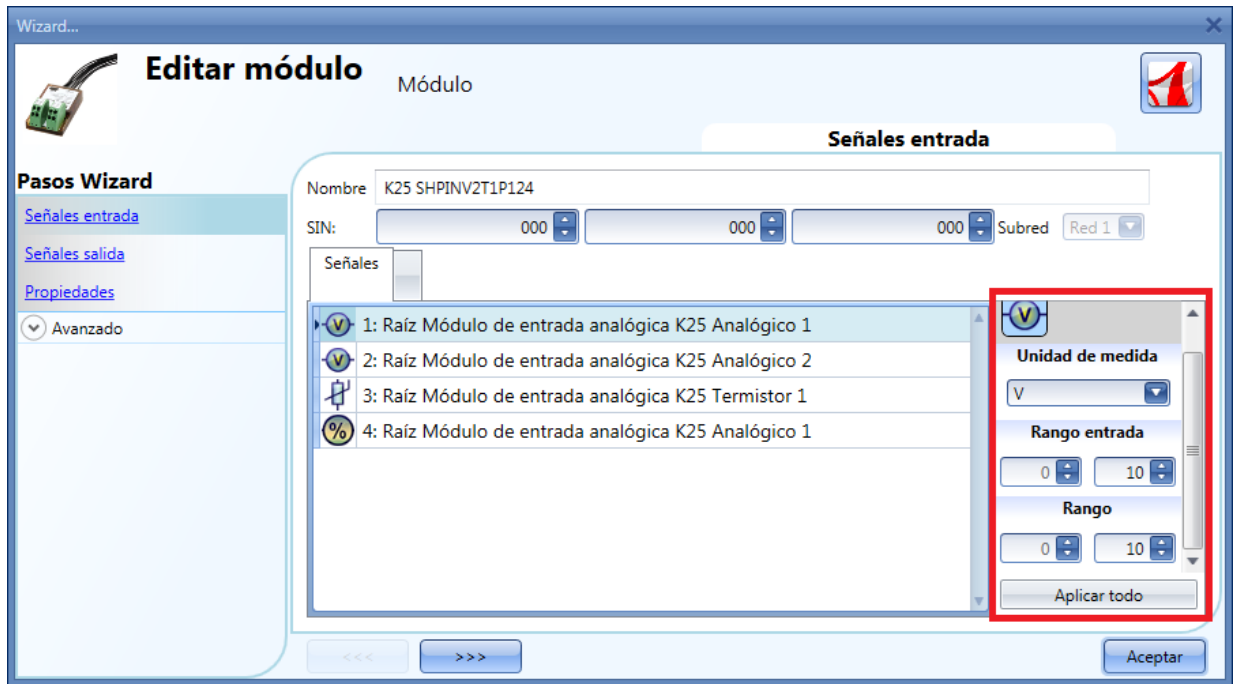 Wizard...
Editar módulo
Módulo
Señales entrada
Pasos Wizard
Señales entrada
Señales salida
Propiedades
Avanzado
Nombre K25 SHPINV2T1P124
SIN: 000 000 000 Subred Red 1
Señales
V 1: Raíz Módulo de entrada analógica K25 Analógico 1
V 2: Raíz Módulo de entrada analógica K25 Analógico 2
3: Raíz Módulo de entrada analógica K25 Termistor 1
% 4: Raíz Módulo de entrada analógica K25 Analógico 1
V
Unidad de medida
V
Rango entrada
0 10
Rango
0 10
Aplicar todo
<<< >>> Aceptar